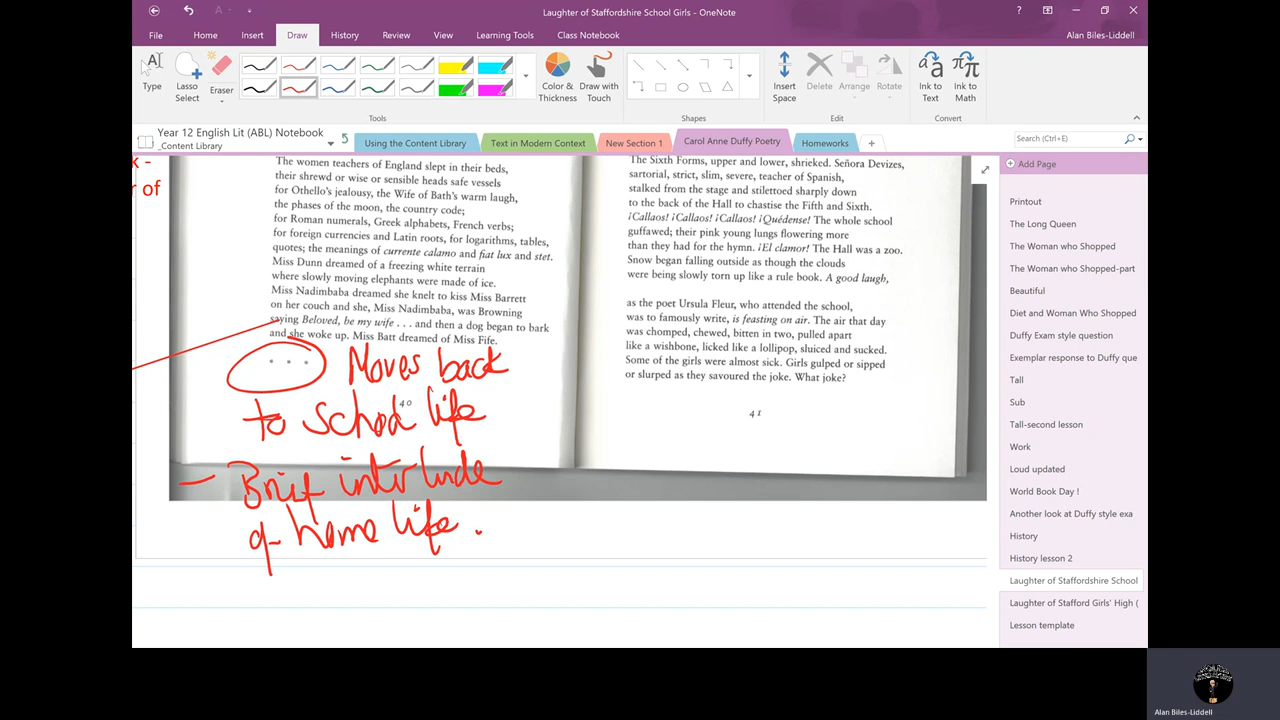 Laughter of Staffordshire School Girls - OneNote
?
File Home Insert Draw History Review View Learning Tools Class Notebook
Alan Biles-Liddell
Type
Lasso Select
Eraser
Color & Thickness
Draw with Touch
Insert Space
Delete
Arrange
Rotate
Ink to Text
Ink to Math
Tools
Shapes
Edit
Convert
Year 12 English Lit (ABL) Notebook
_Content Library
Using the Content Library
Text in Modern Context
New Section 1
Carol Anne Duffy Poetry
Homeworks
+
Search (Ctrl+E)
Add Page
Printout
The Long Queen
The Woman who Shopped
The Woman who Shopped-part
Beautiful
Diet and Woman Who Shopped
Duffy Exam style question
Exemplar response to Duffy que
Tall
Sub
Tall-second lesson
Work
Loud updated
World Book Day !
Another look at Duffy style exa
History
History lesson 2
Laughter of Staffordshire School
Laughter of Stafford Girls' High (
Lesson template
x -
r of
The women teachers of England slept in their beds,
their shrewd or wise or sensible heads safe vessels
for Othello's jealousy, the Wife of Bath's warm laugh,
the phases of the moon, the country code;
for Roman numerals, Greek alphabets, French verbs;
for foreign currencies and Latin roots, for logarithms, tables,
quotes; the meanings of currente calamo and fiat lux and stet.
Miss Dunn dreamed of a freezing white terrain
where slowly moving elephants were made of ice.
Miss Nadimbaba dreamed she knelt to kiss Miss Barrett
on her couch and she, Miss Nadimbaba, was Browning
saying Beloved, be my wife . . . and then a dog began to bark
and she woke up. Miss Batt dreamed of Miss Fife.
* * *
40
Moves back
to School life
- Brief interlude
of home life .
The Sixth Forms, upper and lower, shrieked. Señora Devizes,
sartorial, strict, slim, severe, teacher of Spanish,
stalked from the stage and stilettoed sharply down
to the back of the Hall to chastise the Fifth and Sixth.
¡Callaos! ¡Callaos! ¡Callaos! ¡Quédense! The whole school
guffawed; their pink young lungs flowering more
than they had for the hymn. ¡El clamor! The Hall was a zoo.
Snow began falling outside as though the clouds
were being slowly torn up like a rule book. A good laugh,
as the poet Ursula Fleur, who attended the school,
was to famously write, is feasting on air. The air that day
was chomped, chewed, bitten in two, pulled apart
like a wishbone, licked like a lollipop, sluiced and sucked.
Some of the girls were almost sick. Girls gulped or sipped
or slurped as they savoured the joke. What joke?
41
Alan Biles-Liddell